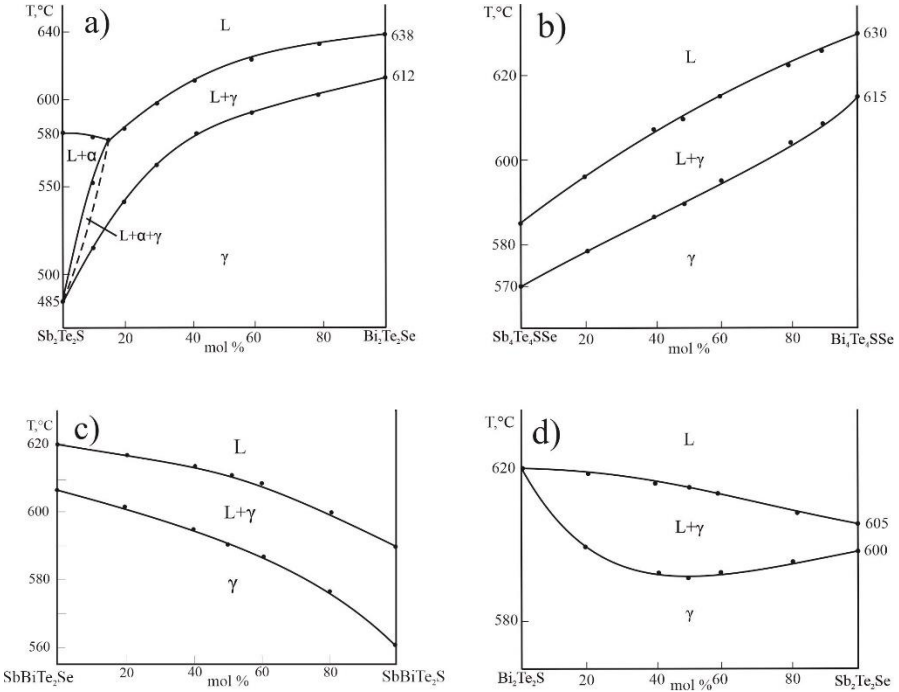 T,°C
a)
L
640
638
612
L+γ
600
580
L+α
550
L+α+γ
γ
500
485
Sb₂Te₂S
20
40
60
80
Bi₂Te₂Se
mol %
T,°C
b)
630
L
620
615
L+γ
600
580
γ
570
Sb₄Te₄SSe
20
40
60
80
Bi₄Te₄SSe
mol %
T,°C
c)
L
620
L+γ
600
γ
580
560
SbBiTe₂Se
20
40
60
80
SbBiTe₂S
mol %
T,°C
d)
L
620
L+γ
605
600
γ
580
Bi₂Te₂S
20
40
60
80
Sb₂Te₂Se
mol %